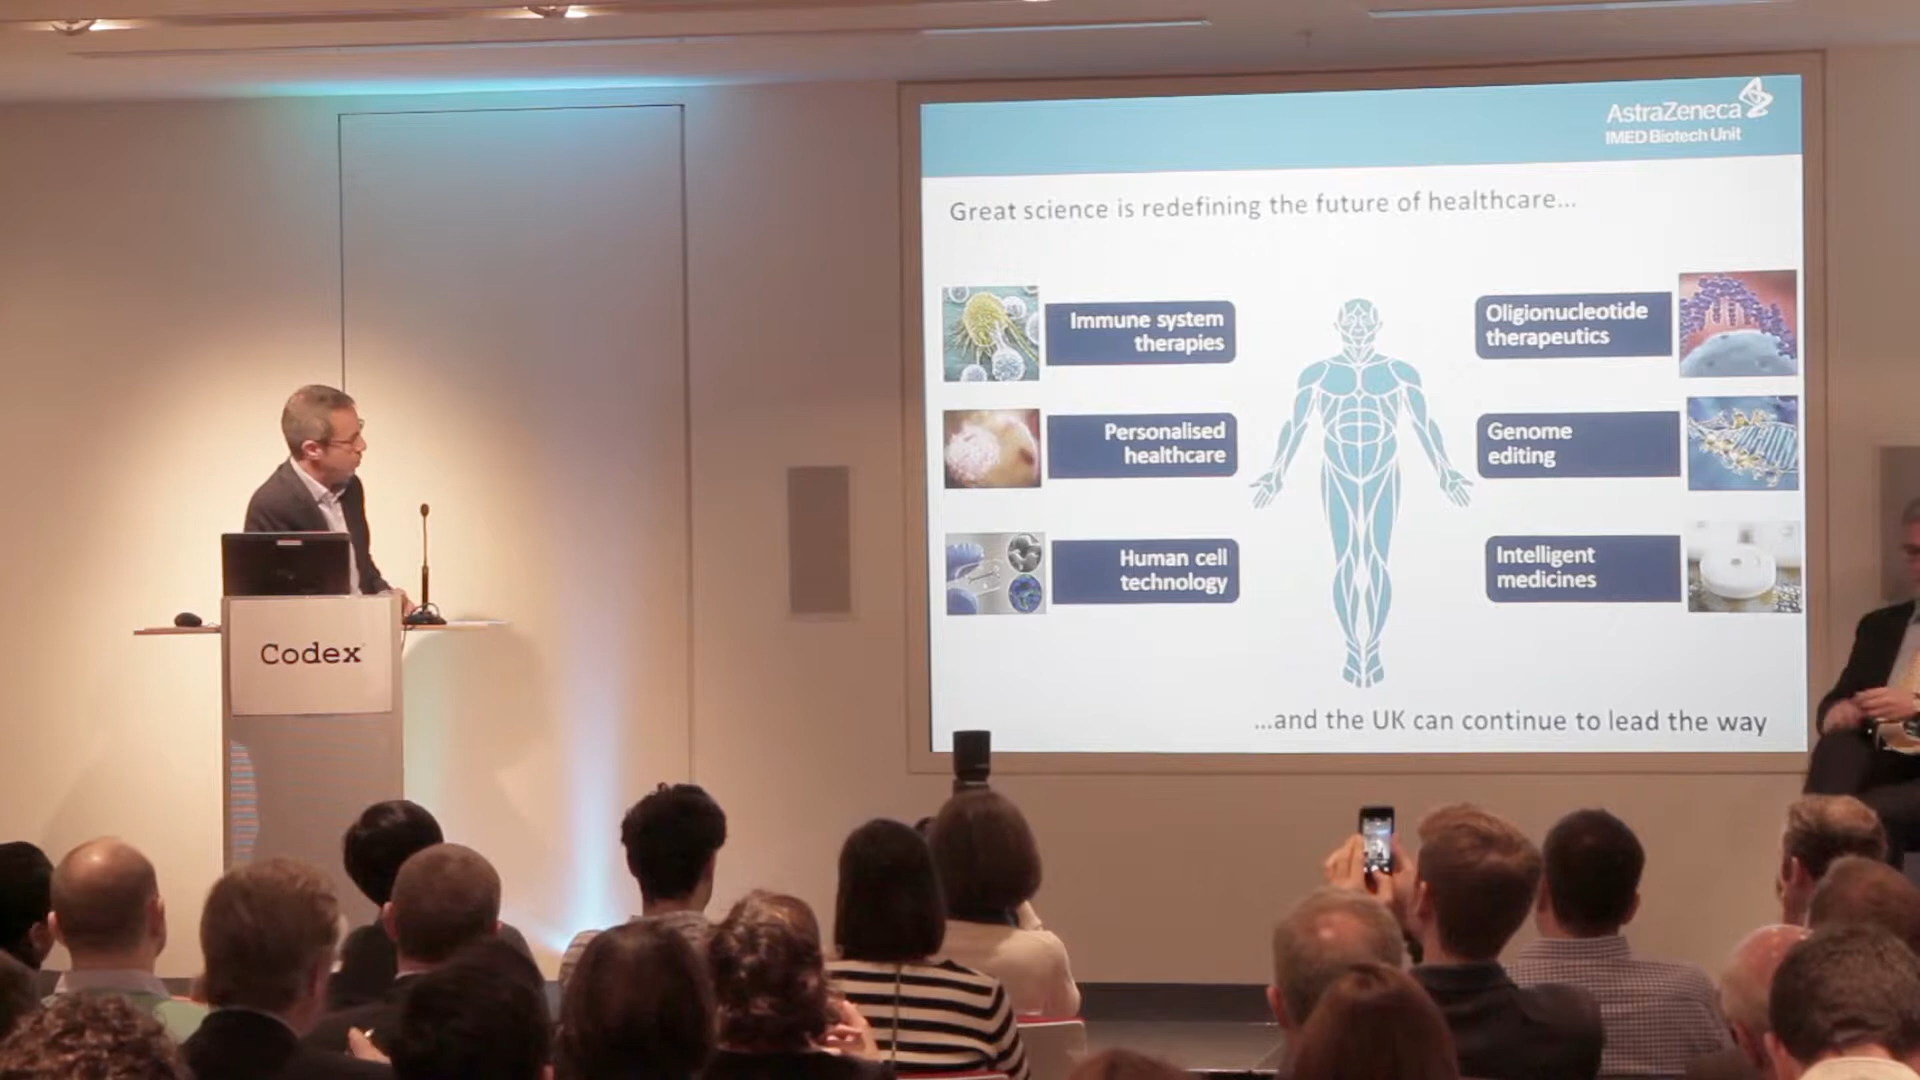 AstraZeneca
IMED Biotech Unit
Great science is redefining the future of healthcare...
Immune system
therapies
Oligionucleotide
therapeutics
Personalised
healthcare
Genome
editing
Human cell
technology
Intelligent
medicines
...and the UK can continue to lead the way
Codex